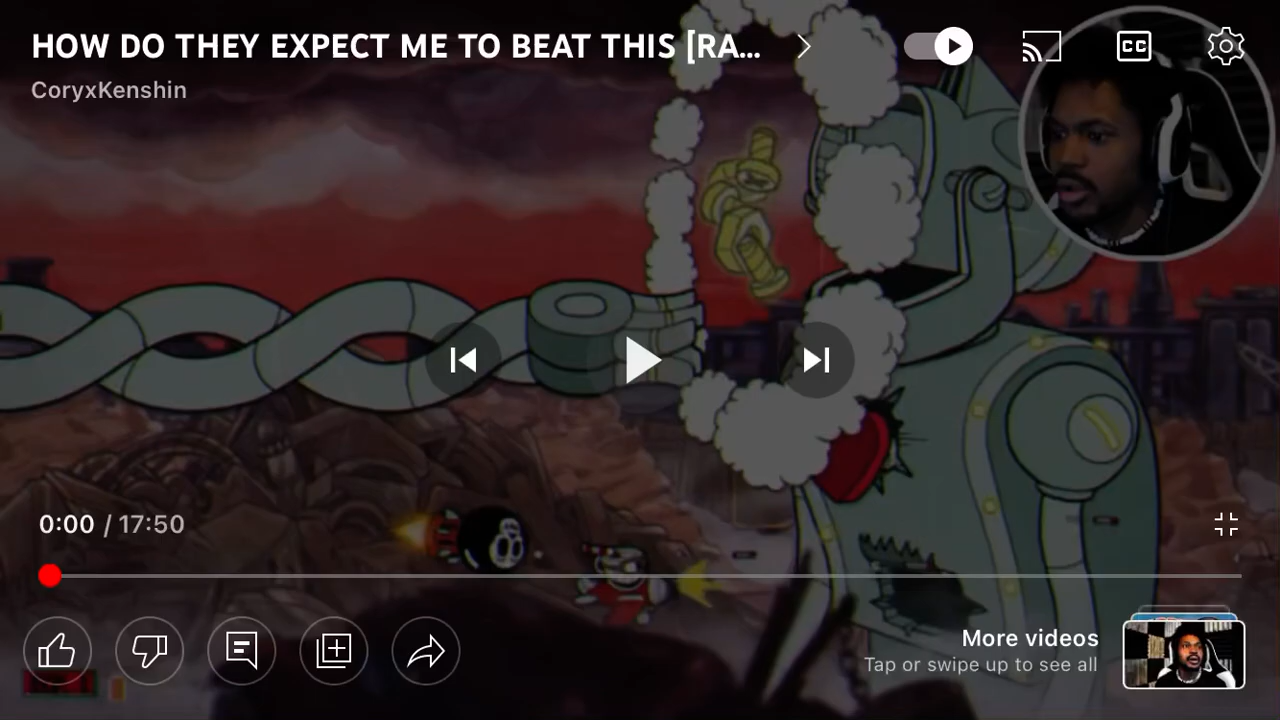 HOW DO THEY EXPECT ME TO BEAT THIS [RA...
CoryxKenshin
CC
0:00 / 17:50
More videos
Tap or swipe up to see all